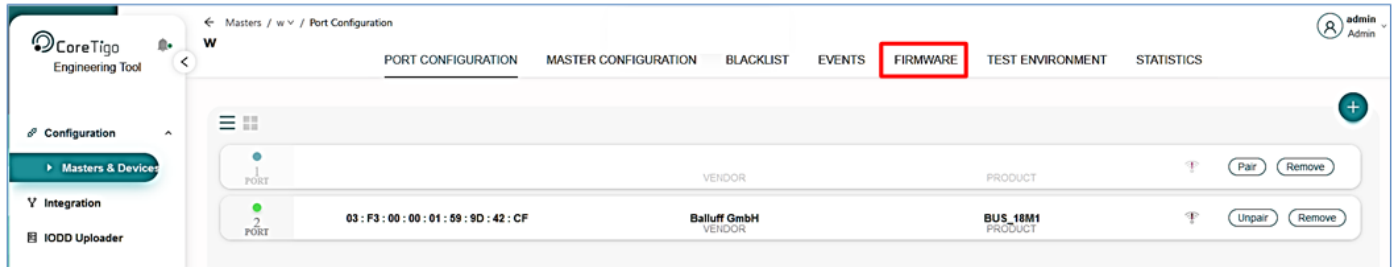 ← Masters / w ˅ / Port Configuration
admin
Admin
CoreTigo
Engineering Tool
w
PORT CONFIGURATION MASTER CONFIGURATION BLACKLIST EVENTS FIRMWARE TEST ENVIRONMENT STATISTICS
Configuration
Masters & Devices
Integration
IODD Uploader
1
PORT
VENDOR PRODUCT Pair Remove
2
PORT
03 : F3 : 00 : 00 : 01 : 59 : 9D : 42 : CF Balluff GmbH BUS_18M1 Unpair Remove
VENDOR PRODUCT